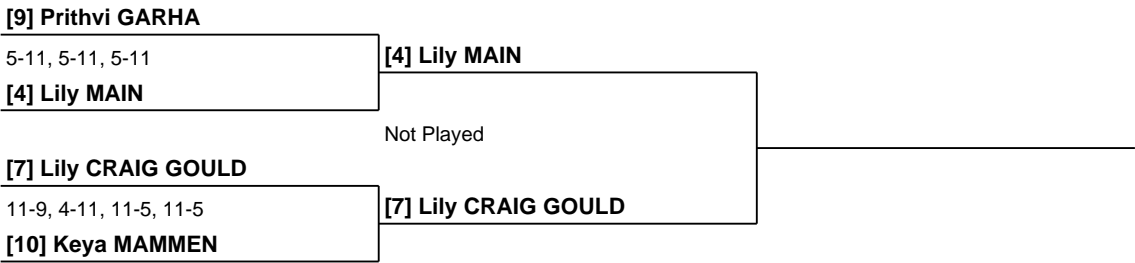 [9] Prithvi GARHA
5-11, 5-11, 5-11
[4] Lily MAIN
[4] Lily MAIN
Not Played
[7] Lily CRAIG GOULD
11-9, 4-11, 11-5, 11-5
[7] Lily CRAIG GOULD
[10] Keya MAMMEN